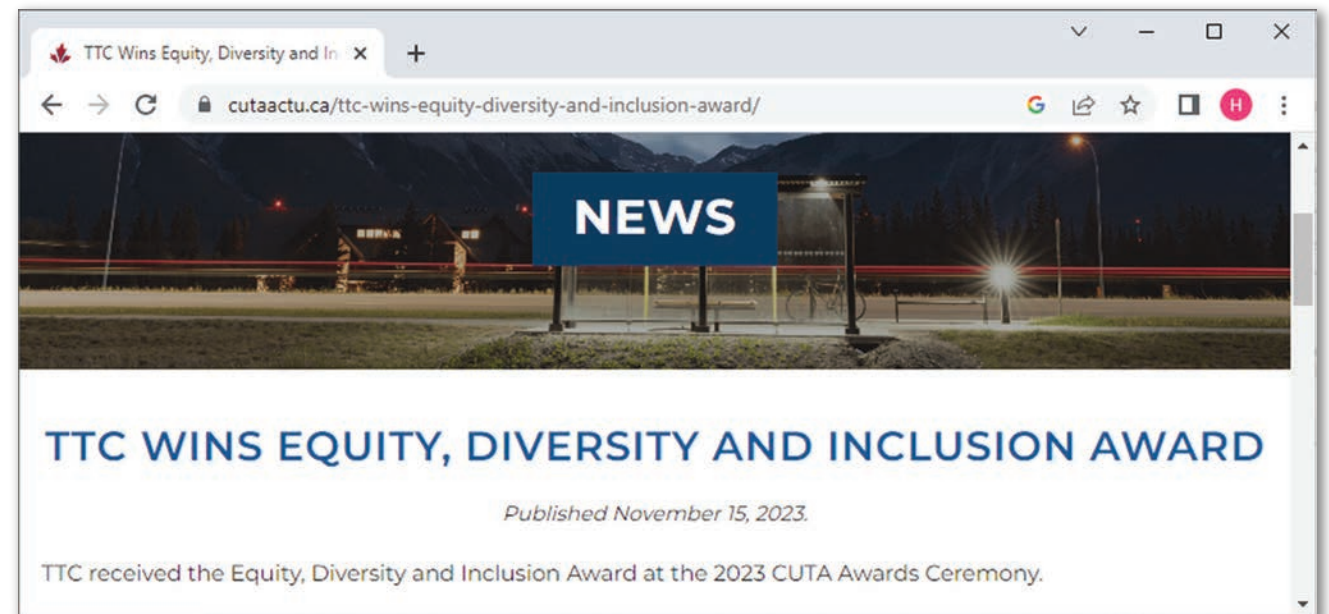 TTC Wins Equity, Diversity and In
cutaactu.ca/ttc-wins-equity-diversity-and-inclusion-award/
G
H
NEWS
TTC WINS EQUITY, DIVERSITY AND INCLUSION AWARD
Published November 15, 2023.
TTC received the Equity, Diversity and Inclusion Award at the 2023 CUTA Awards Ceremony.